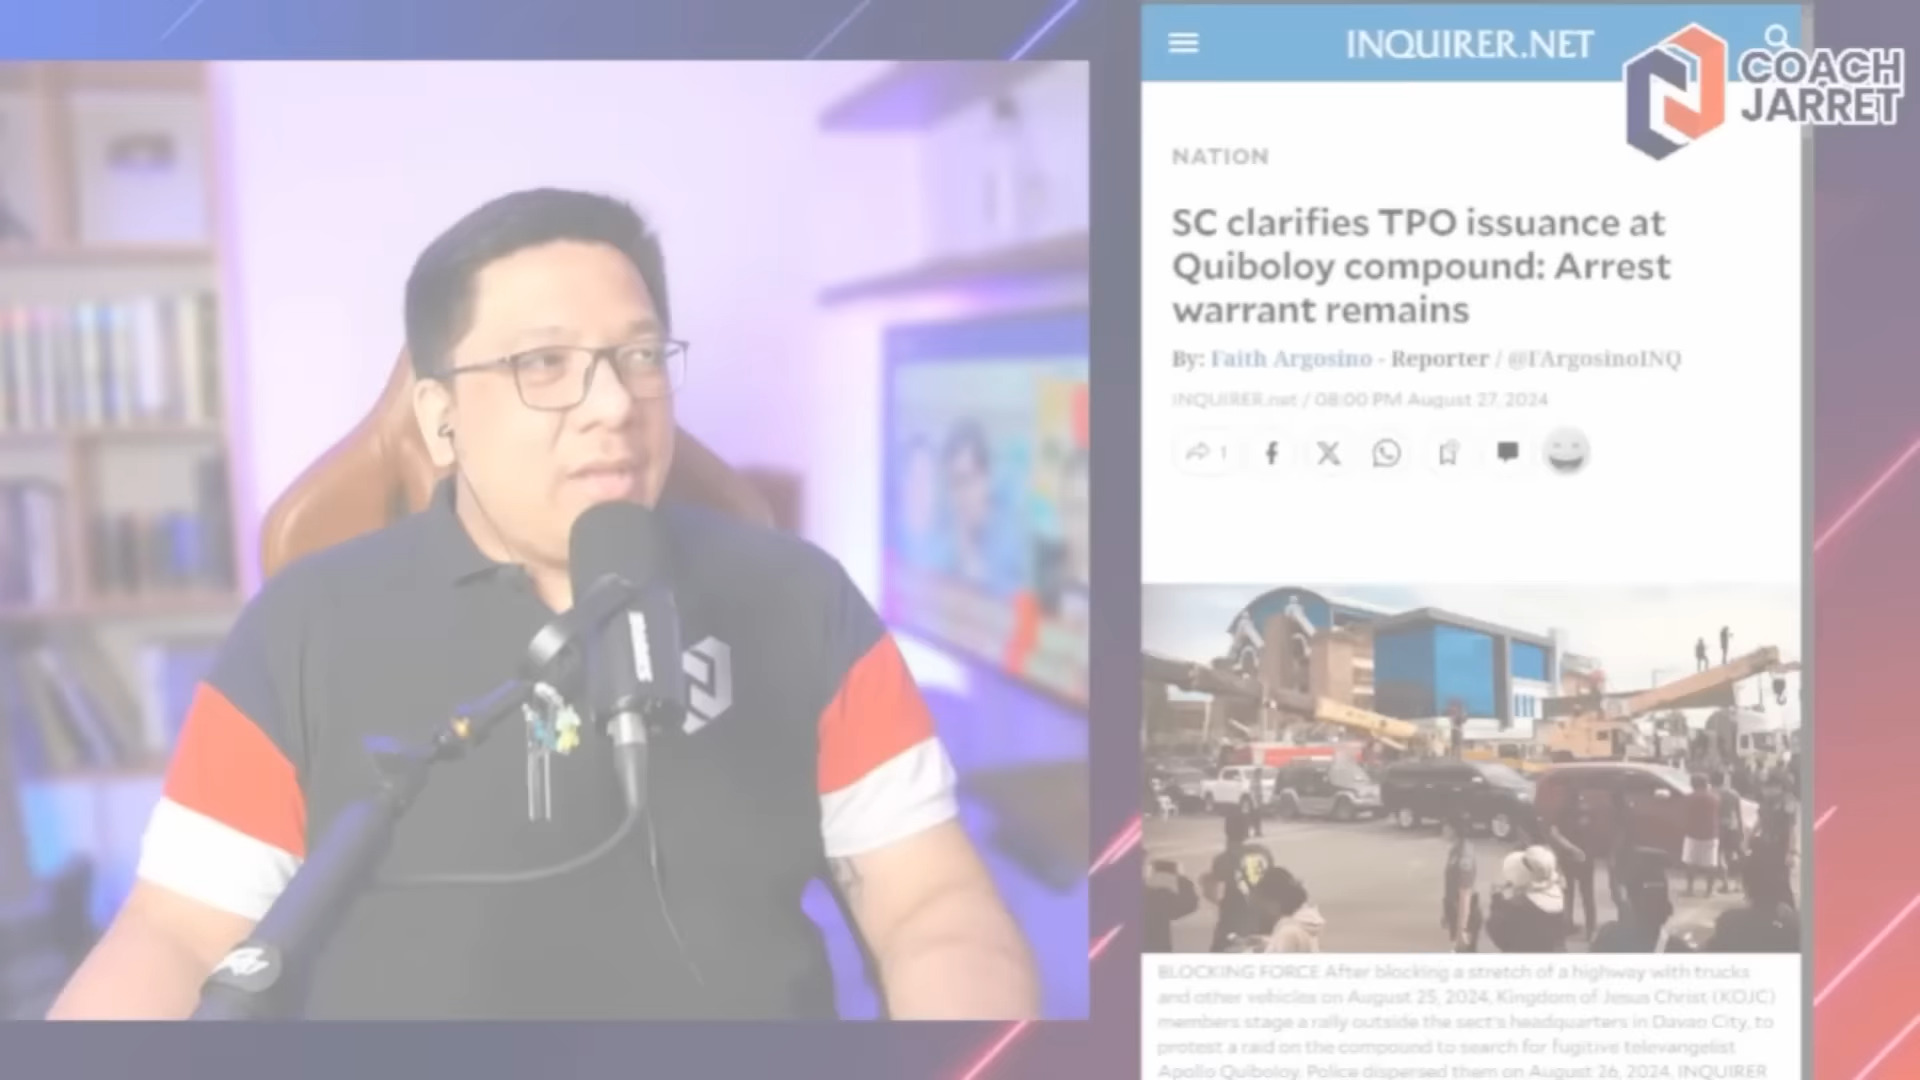 INQUIRER.NET
COACH
JARRET
NATION
SC clarifies TPO issuance at
Quiboloy compound: Arrest
warrant remains
By: Faith Argosino - Reporter / @FArgosinoINQ
INQUIRER.net / 08:00 PM August 27, 2024
1
BLOCKING FORCE After blocking a stretch of a highway with trucks
and other vehicles on August 25, 2024, Kingdom of Jesus Christ (KOJC)
members stage a rally outside the sect's headquarters in Davao City, to
protest a raid on the compound to search for fugitive televangelist
Apollo Quiboloy. Police dispersed them on August 26, 2024. INQUIRER